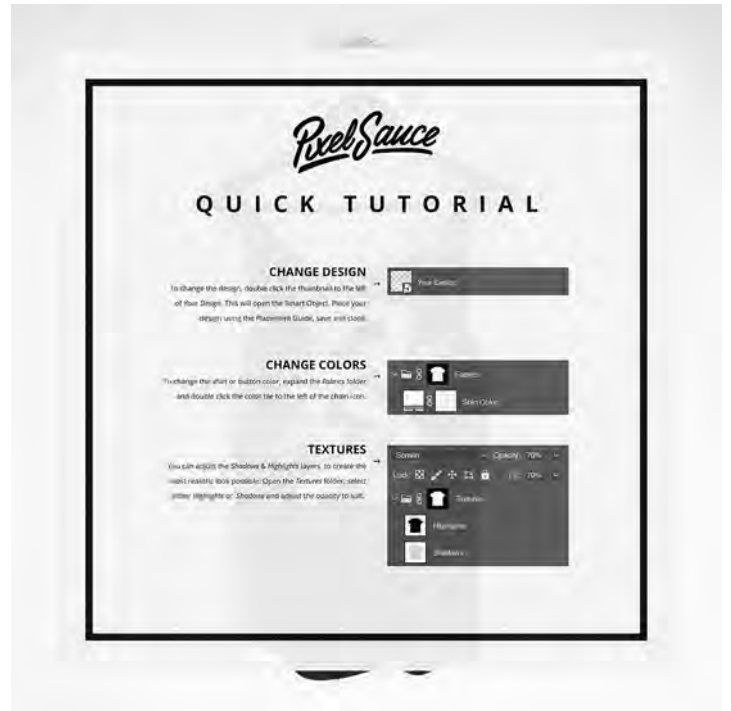 PixelSauce
QUICK TUTORIAL
CHANGE DESIGN
To change the design, double click the thumbnail to the left
of Your Design. This will open the Smart Object. Place your
design using the Placement Guide, save and close.
→
Your Design
CHANGE COLORS
To change the shirt or button color, expand the Fabrics folder
and double click the color tile to the left of the chain icon.
→
Fabrics
Shirt Color
TEXTURES
You can adjust the Shadows & Highlights layers, to create the
most realistic look possible. Open the Textures folder, select
either Highlights or Shadows and adjust the opacity to suit.
→
Screen Opacity: 70%
Lock: Fill: 70%
Textures
Highlights
Shadows